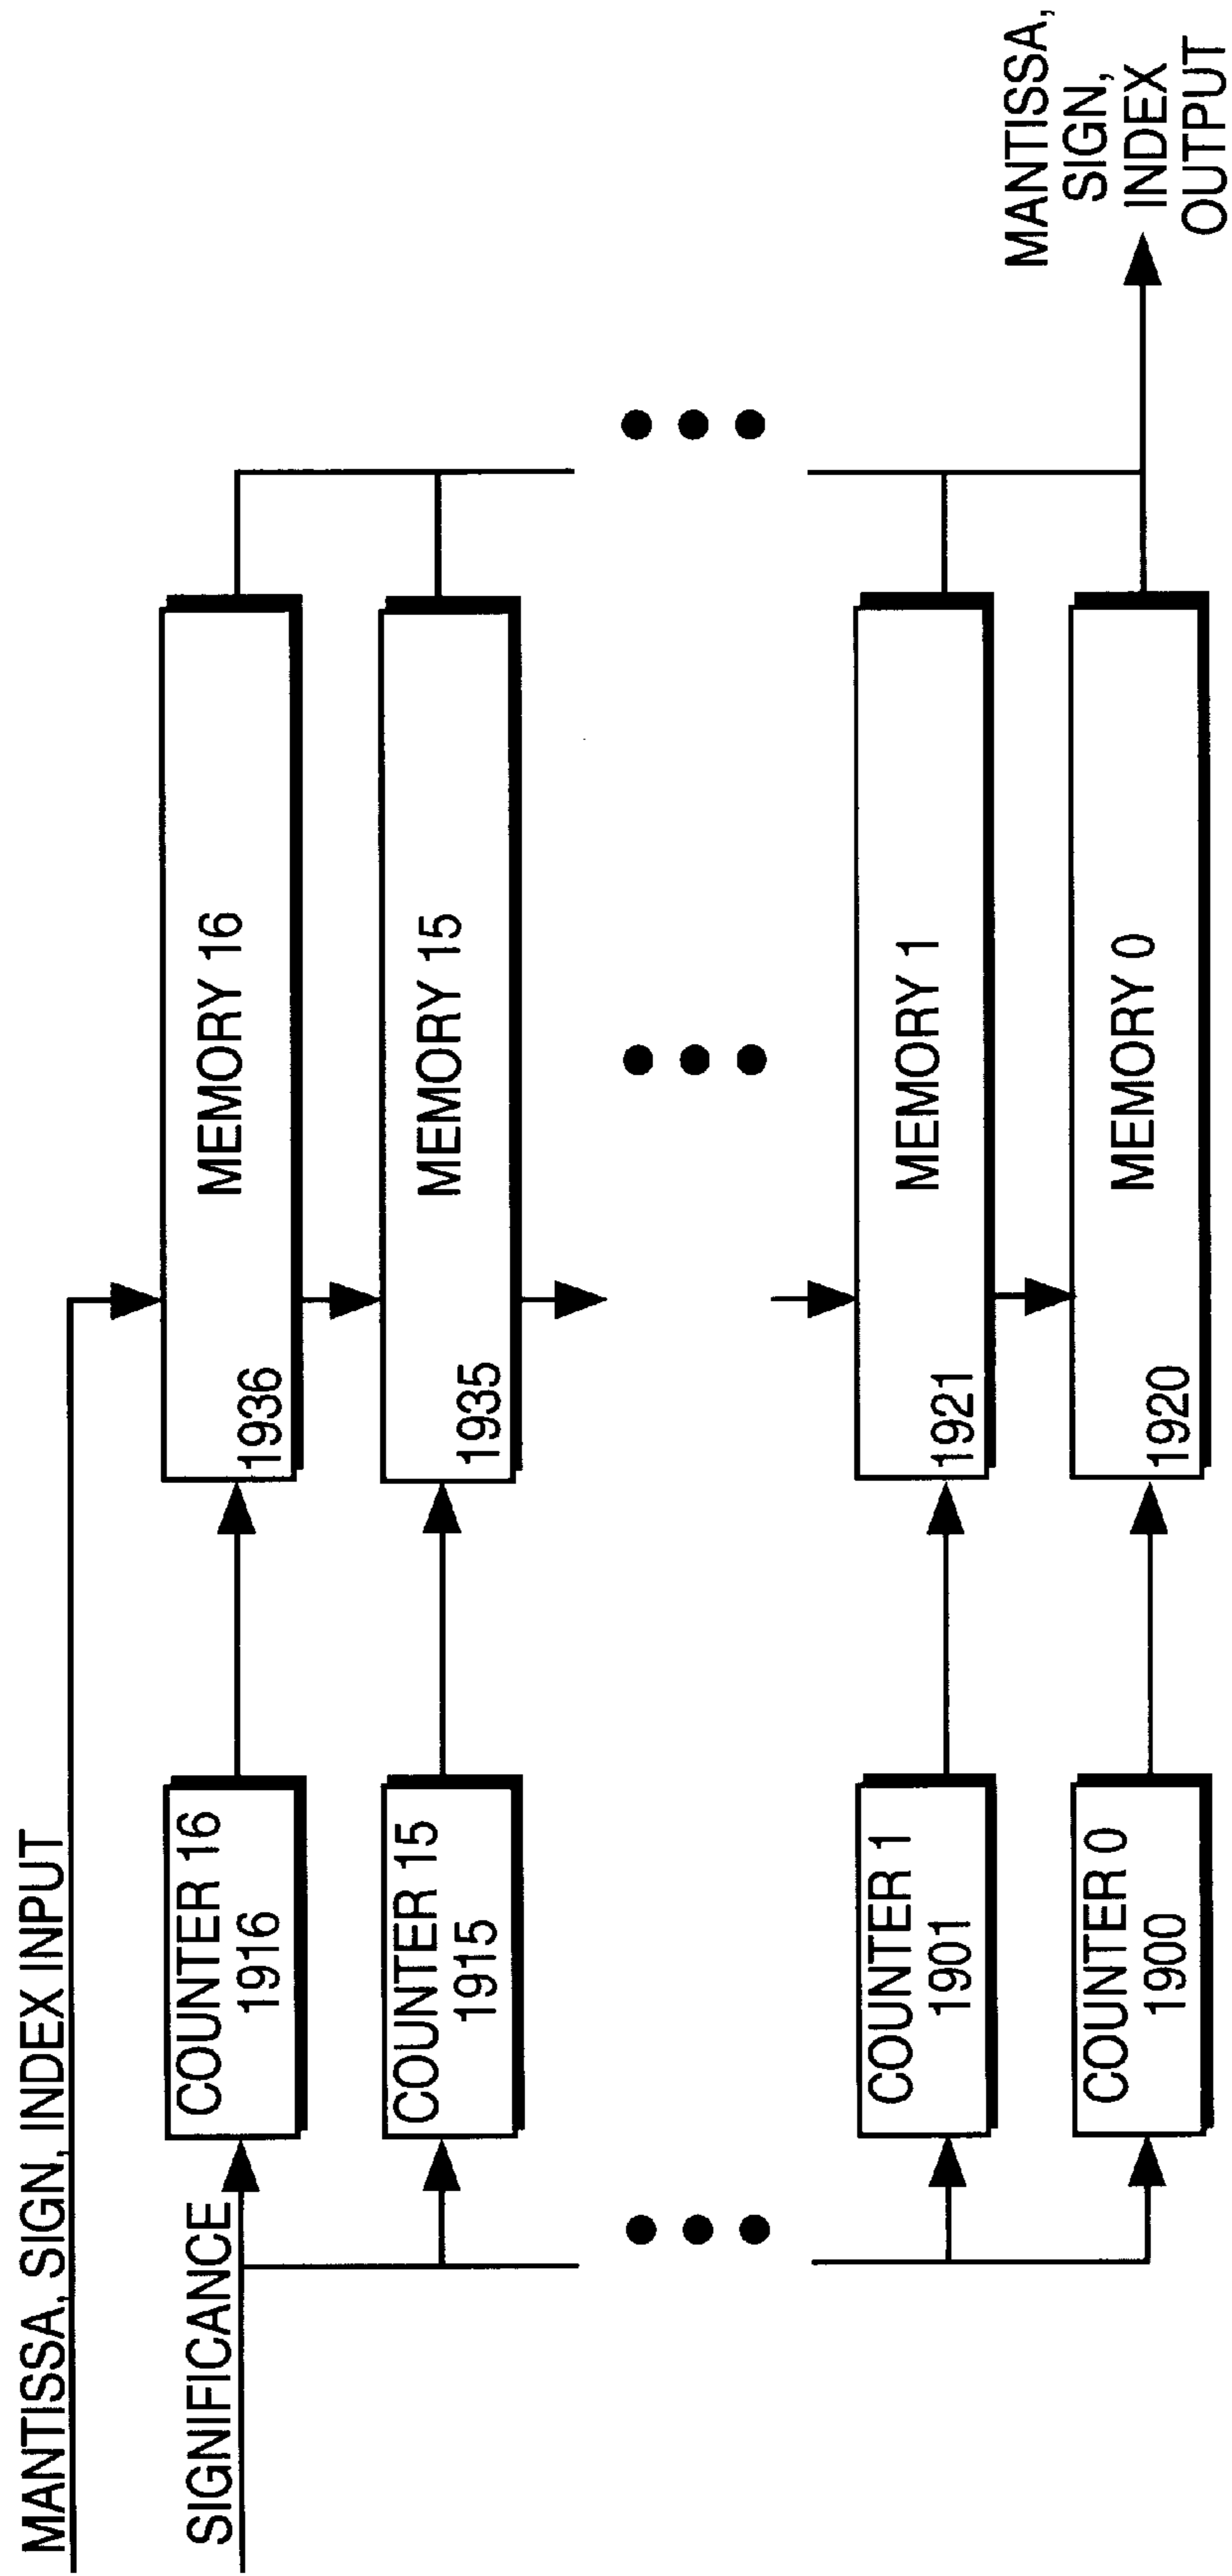 MANTISSA, SIGN, INDEX INPUT
SIGNIFICANCE
COUNTER 16
1916
MEMORY 16
1936
COUNTER 15
1915
MEMORY 15
1935
COUNTER 1
1901
MEMORY 1
1921
COUNTER 0
1900
MEMORY 0
1920
MANTISSA,
SIGN,
INDEX
OUTPUT